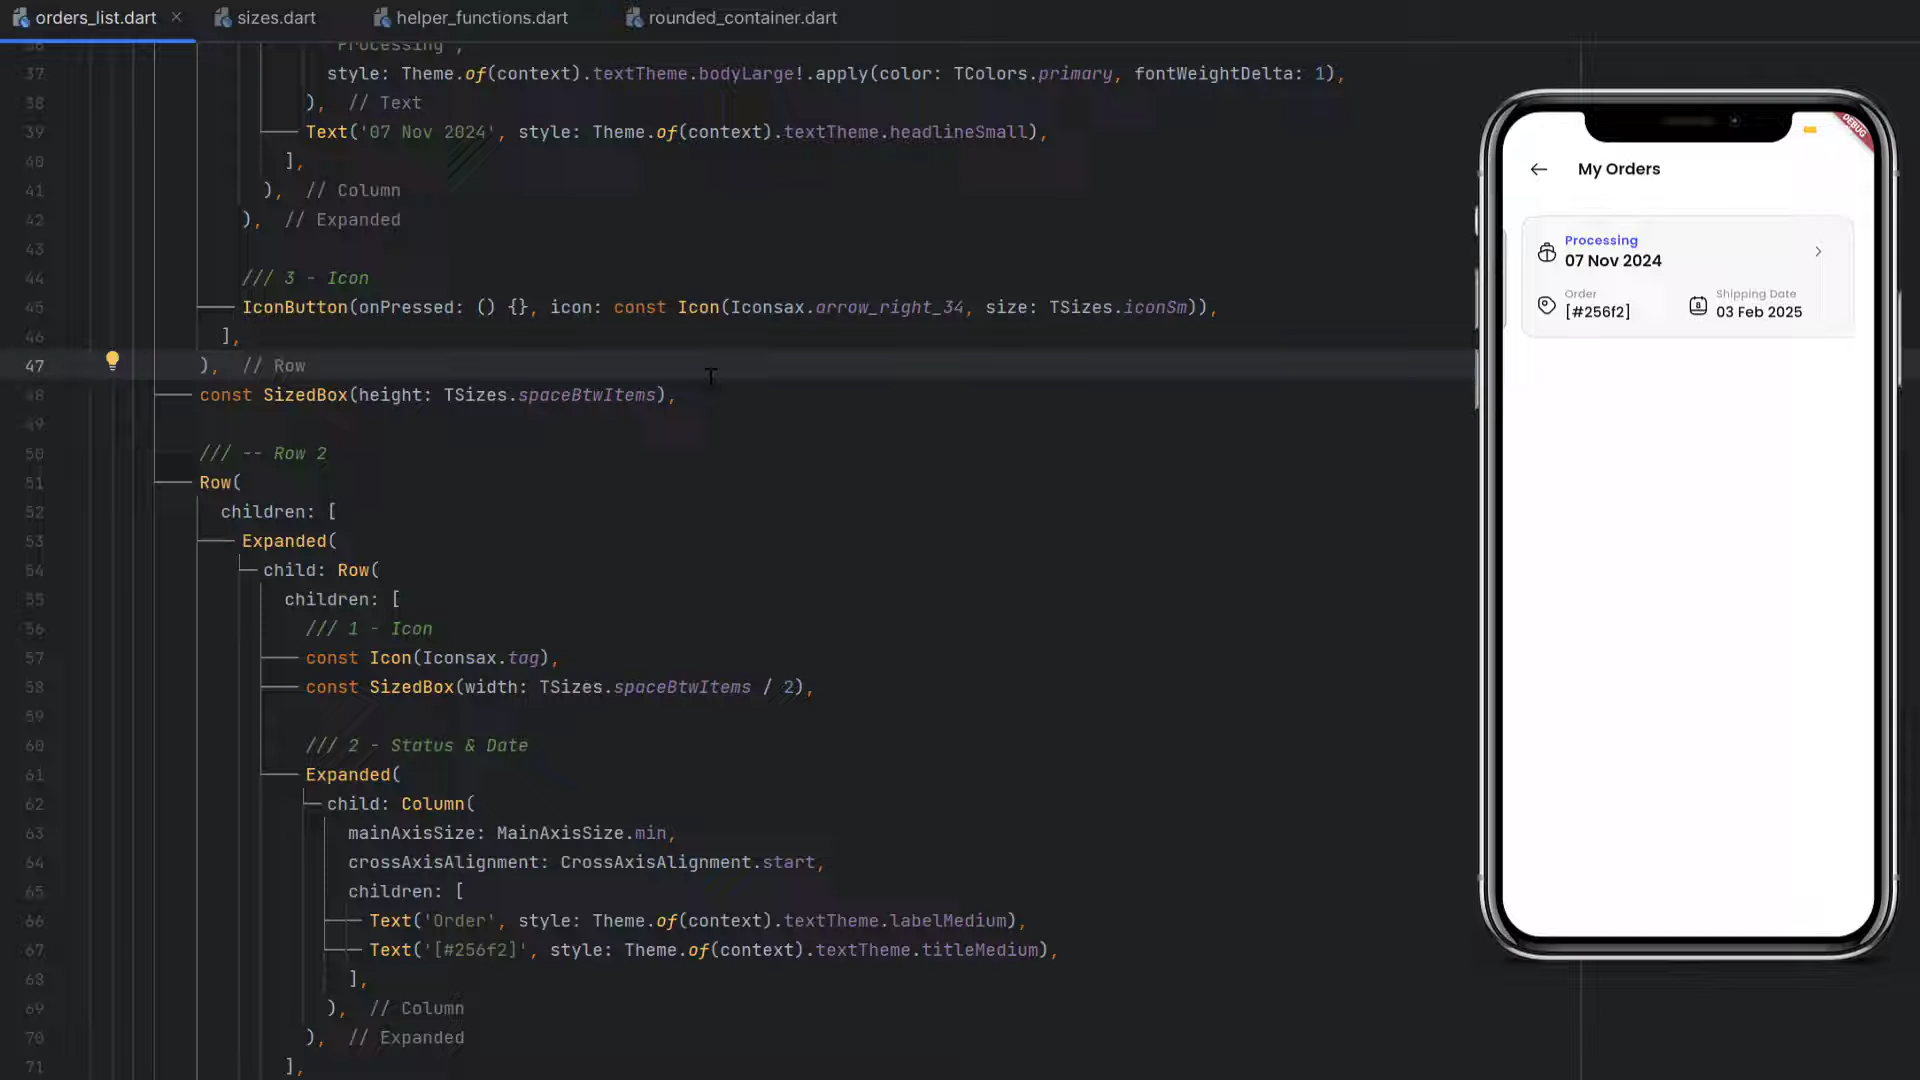 orders_list.dart
sizes.dart
helper_functions.dart
rounded_container.dart
36 'Processing',
37 style: Theme.of(context).textTheme.bodyLarge!.apply(color: TColors.primary, fontWeightDelta: 1),
38 ), // Text
39 Text('07 Nov 2024', style: Theme.of(context).textTheme.headlineSmall),
40 ],
41 ), // Column
42 ), // Expanded
43
44 /// 3 - Icon
45 IconButton(onPressed: () {}, icon: const Icon(Iconsax.arrow_right_34, size: TSizes.iconSm)),
46 ],
47 ), // Row
48 const SizedBox(height: TSizes.spaceBtwItems),
49
50 /// -- Row 2
51 Row(
52 children: [
53 Expanded(
54 child: Row(
55 children: [
56 /// 1 - Icon
57 const Icon(Iconsax.tag),
58 const SizedBox(width: TSizes.spaceBtwItems / 2),
59
60 /// 2 - Status & Date
61 Expanded(
62 child: Column(
63 mainAxisSize: MainAxisSize.min,
64 crossAxisAlignment: CrossAxisAlignment.start,
65 children: [
66 Text('Order', style: Theme.of(context).textTheme.labelMedium),
67 Text('[#256f2]', style: Theme.of(context).textTheme.titleMedium),
68 ],
69 ), // Column
70 ), // Expanded
71 ],
DEBUG
My Orders
Processing
07 Nov 2024
Order
[#256f2]
8
Shipping Date
03 Feb 2025